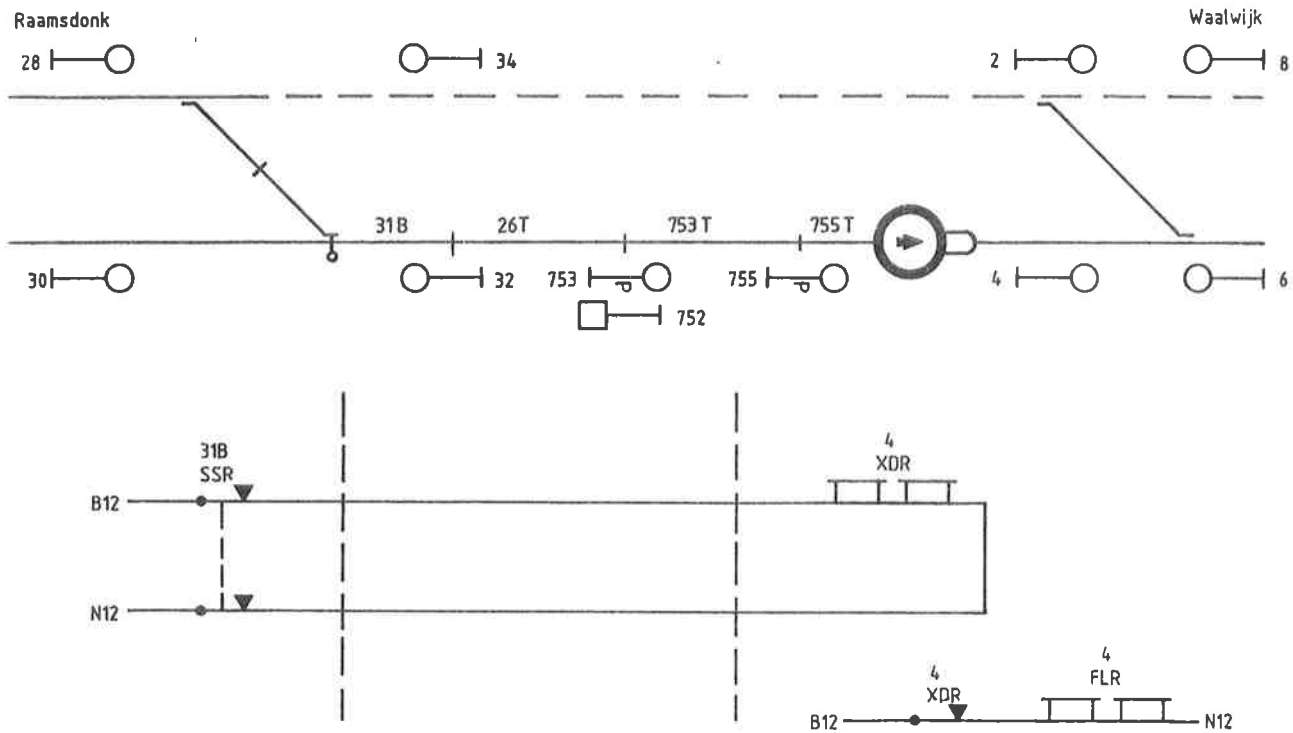 Raamsdonk
Waalwijk
28
34
2
8
31B
26T
753T
755T
30
32
753
P
755
P
4
6
752
31B
SSR
4
XDR
B12
N12
4
XDR
4
FLR
B12
N12